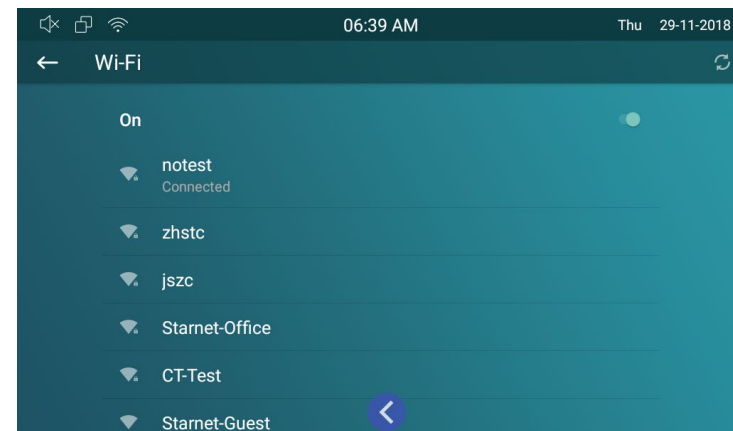 06:39 AM Thu 29-11-2018
Wi-Fi
On
notest
Connected
zhstc
jszc
Starnet-Office
CT-Test
Starnet-Guest